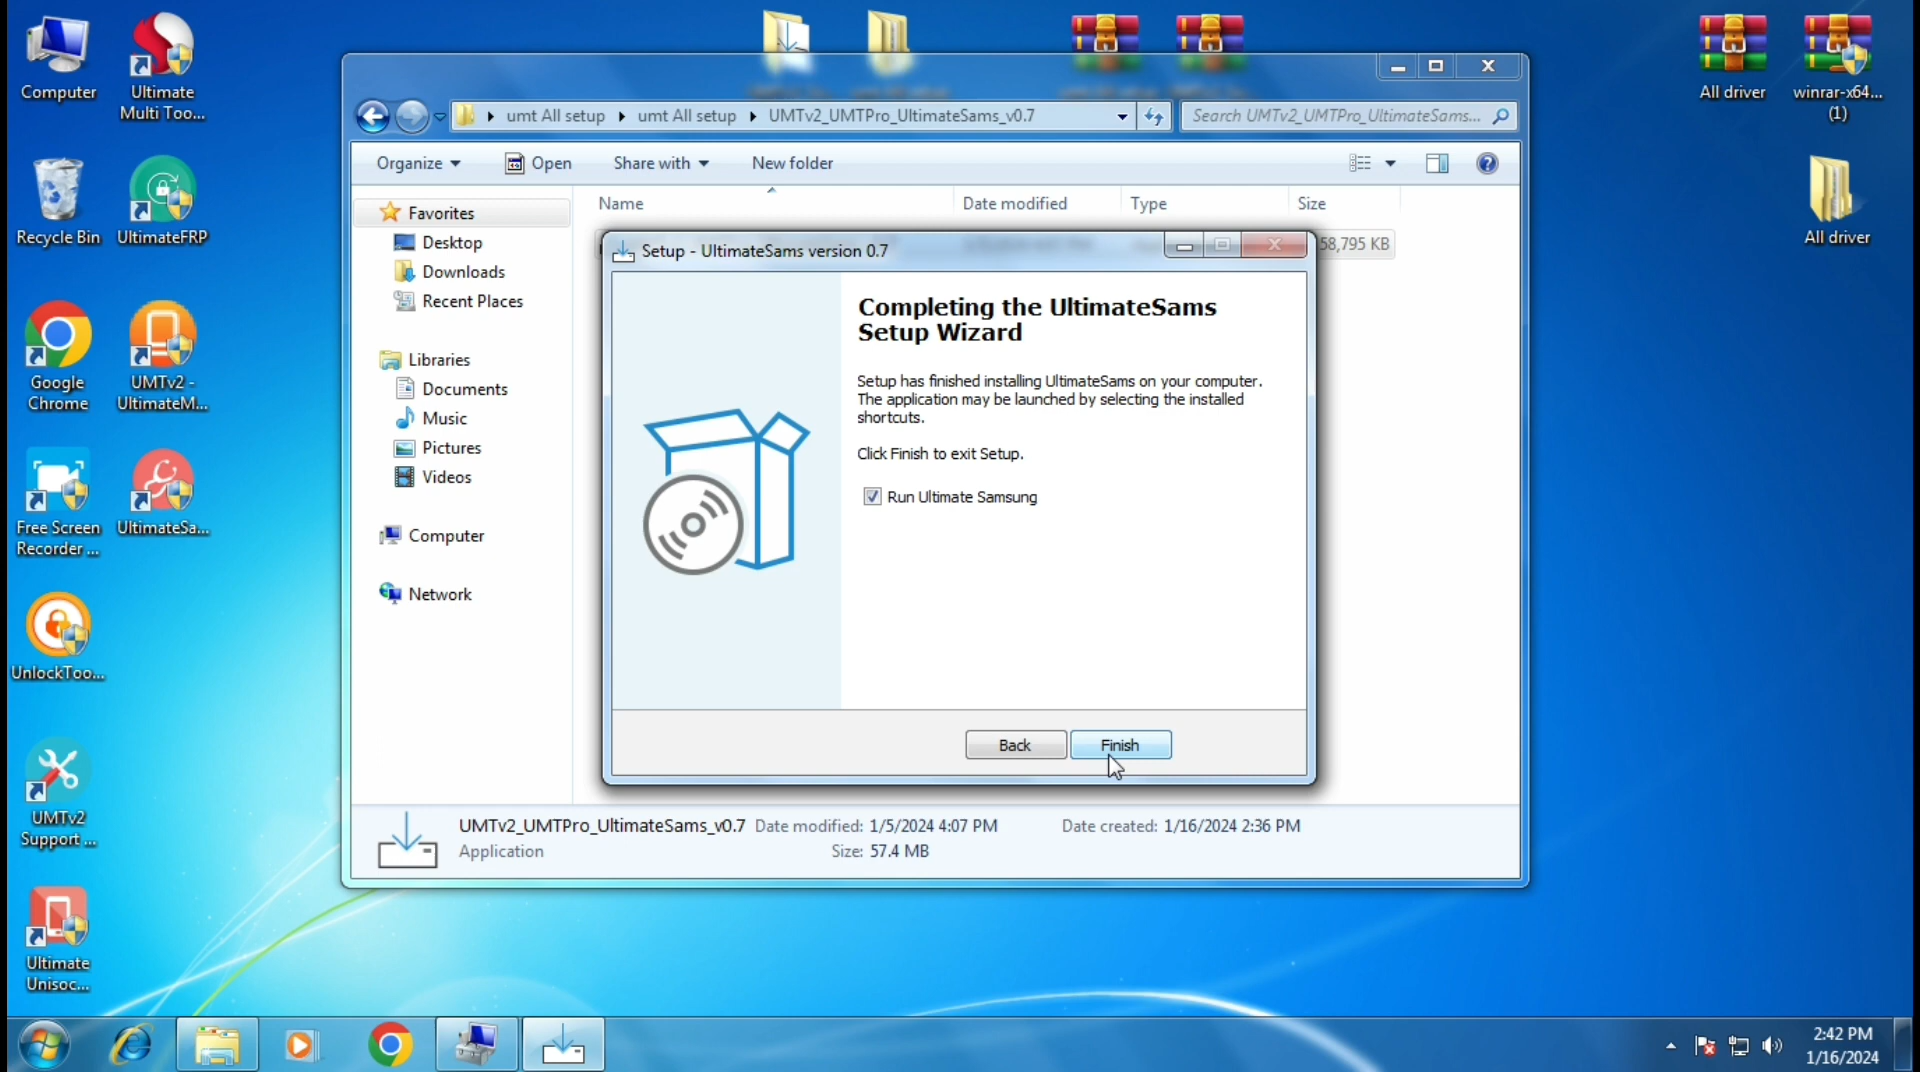 Computer
Ultimate
Multi Too...
Recycle Bin
UltimateFRP
Google
Chrome
UMTv2 -
UltimateM...
Free Screen
Recorder ...
UltimateSa...
UnlockToo...
UMTv2
Support ...
Ultimate
Unisoc...
All driver
winrar-x64...
(1)
All driver
umt All setup
umt All setup
UMTv2_UMTPro_UltimateSams_v0.7
Search UMTv2_UMTPro_UltimateSams...
Organize
Open
Share with
New folder
Favorites
Desktop
Downloads
Recent Places
Libraries
Documents
Music
Pictures
Videos
Computer
Network
Name
Date modified
Type
Size
58,795 KB
Setup - UltimateSams version 0.7
Completing the UltimateSams
Setup Wizard
Setup has finished installing UltimateSams on your computer.
The application may be launched by selecting the installed
shortcuts.
Click Finish to exit Setup.
Run Ultimate Samsung
Back
Finish
UMTv2_UMTPro_UltimateSams_v0.7 Date modified: 1/5/2024 4:07 PM Date created: 1/16/2024 2:36 PM
Application Size: 57.4 MB
2:42 PM
1/16/2024